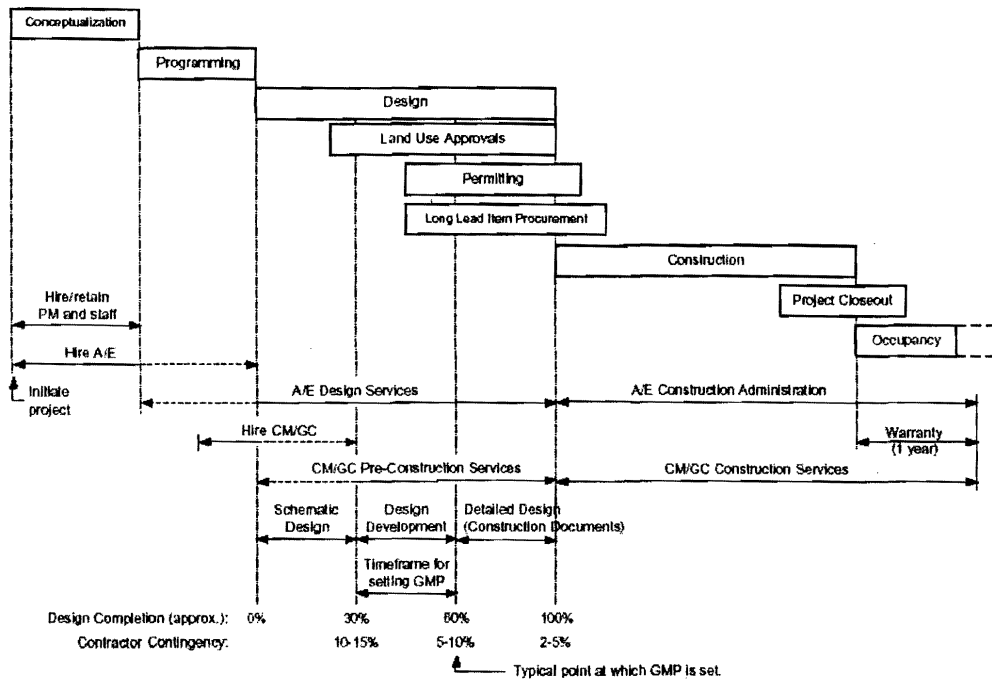 Conceptualization
Programming
Design
Land Use Approvals
Permitting
Long Lead Item Procurement
Construction
Project Closeout
Occupancy
Hire/retain
PM and staff
Hire A/E
Initiate
project
A/E Design Services
A/E Construction Administration
Hire CM/GC
Warranty
(1 year)
CM/GC Pre-Construction Services
CM/GC Construction Services
Schematic
Design
Design
Development
Detailed Design
(Construction Documents)
Timeframe for
setting GMP
Design Completion (approx.): 0% 30% 60% 100%
Contractor Contingency: 10-15% 5-10% 2-5%
Typical point at which GMP is set.